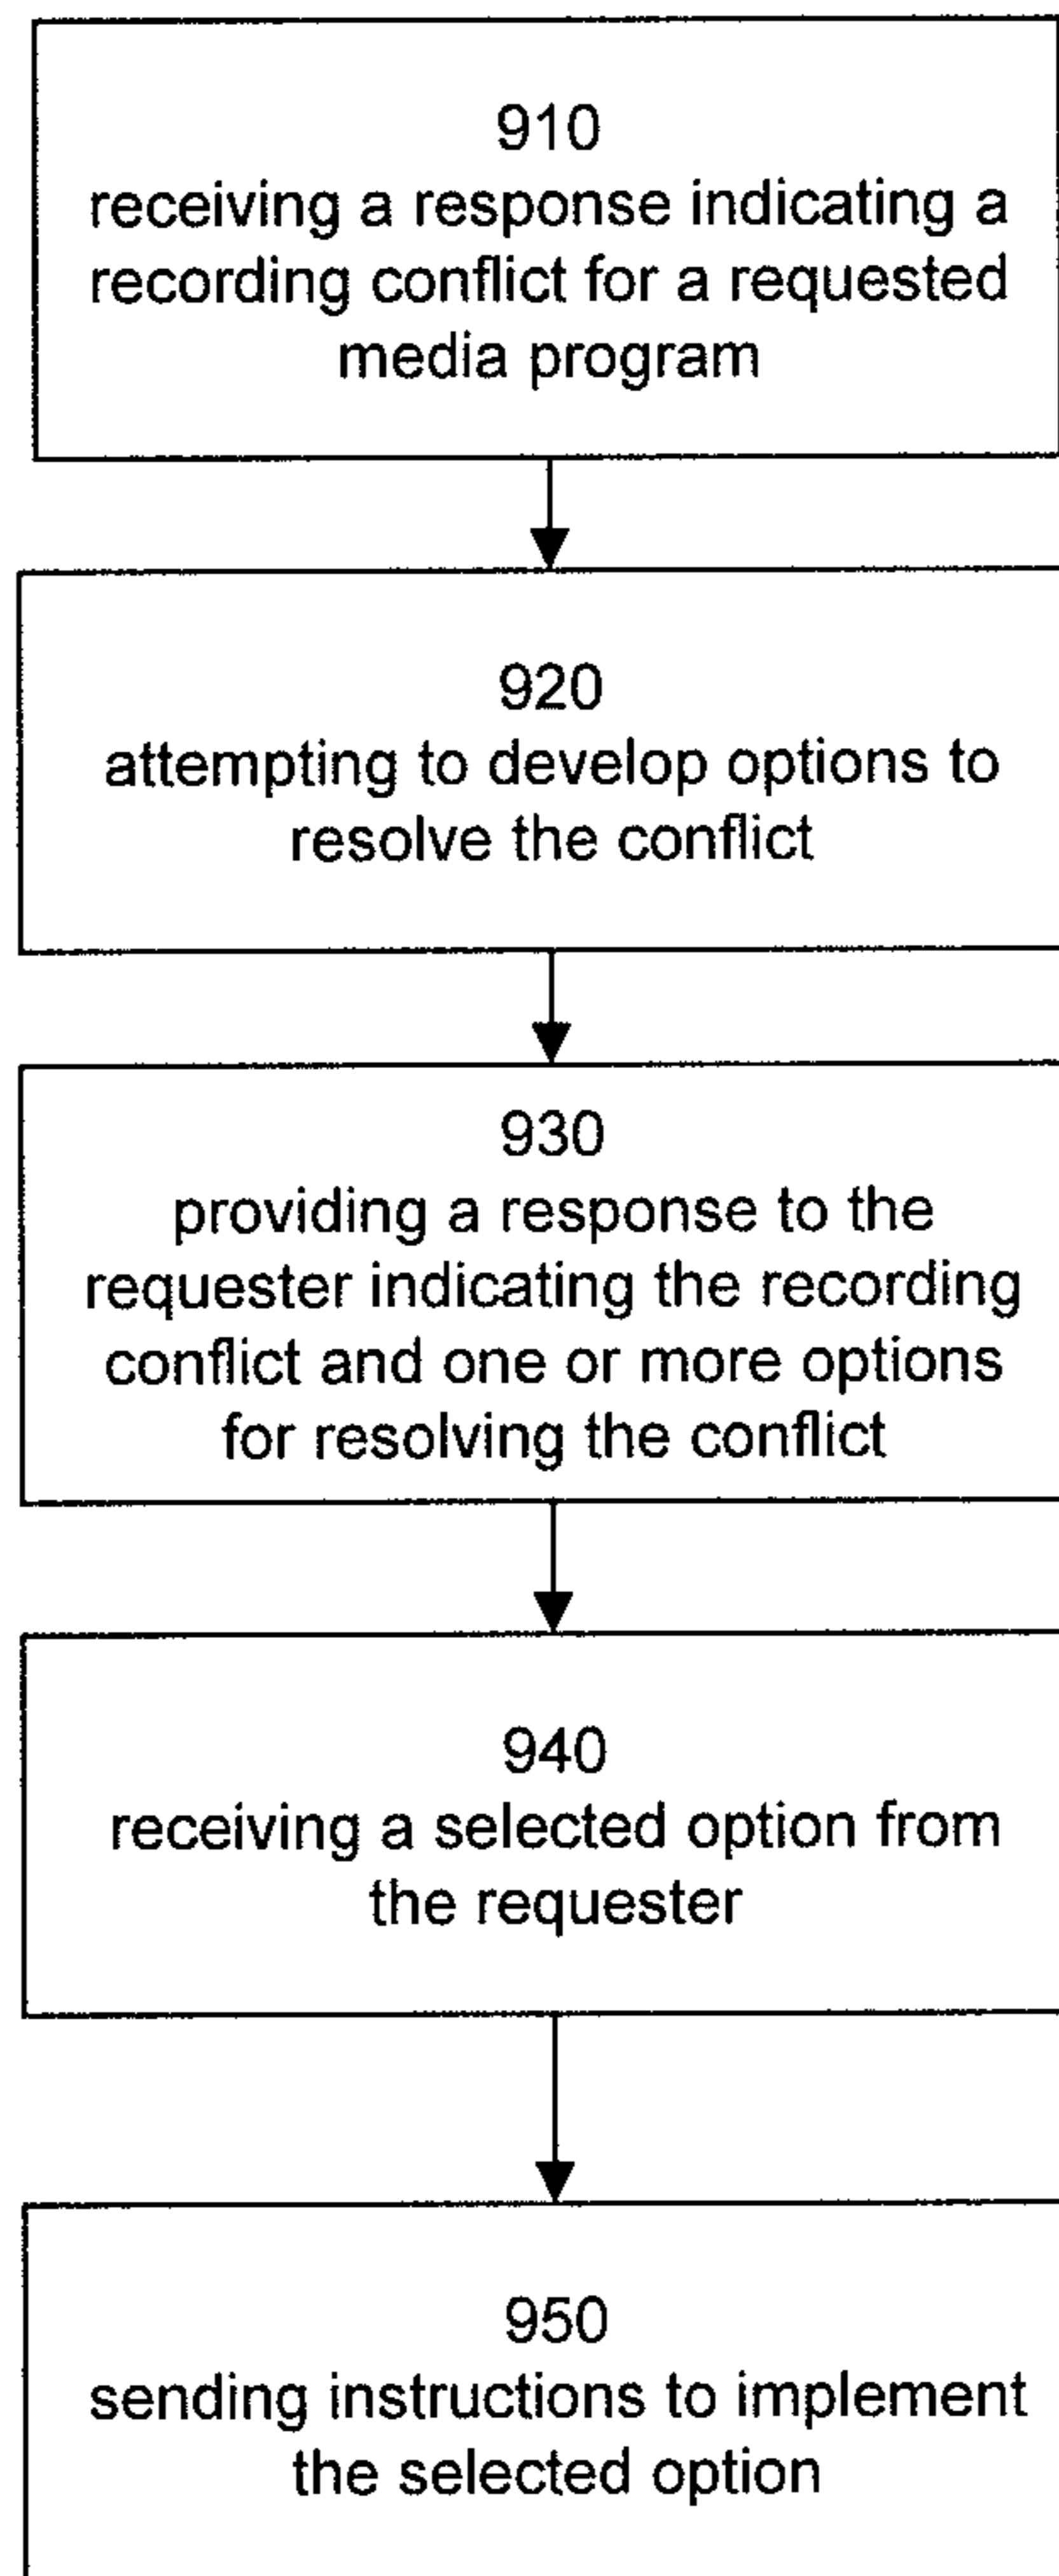 910
receiving a response indicating a
recording conflict for a requested
media program
920
attempting to develop options to
resolve the conflict
930
providing a response to the
requester indicating the recording
conflict and one or more options
for resolving the conflict
940
receiving a selected option from
the requester
950
sending instructions to implement
the selected option